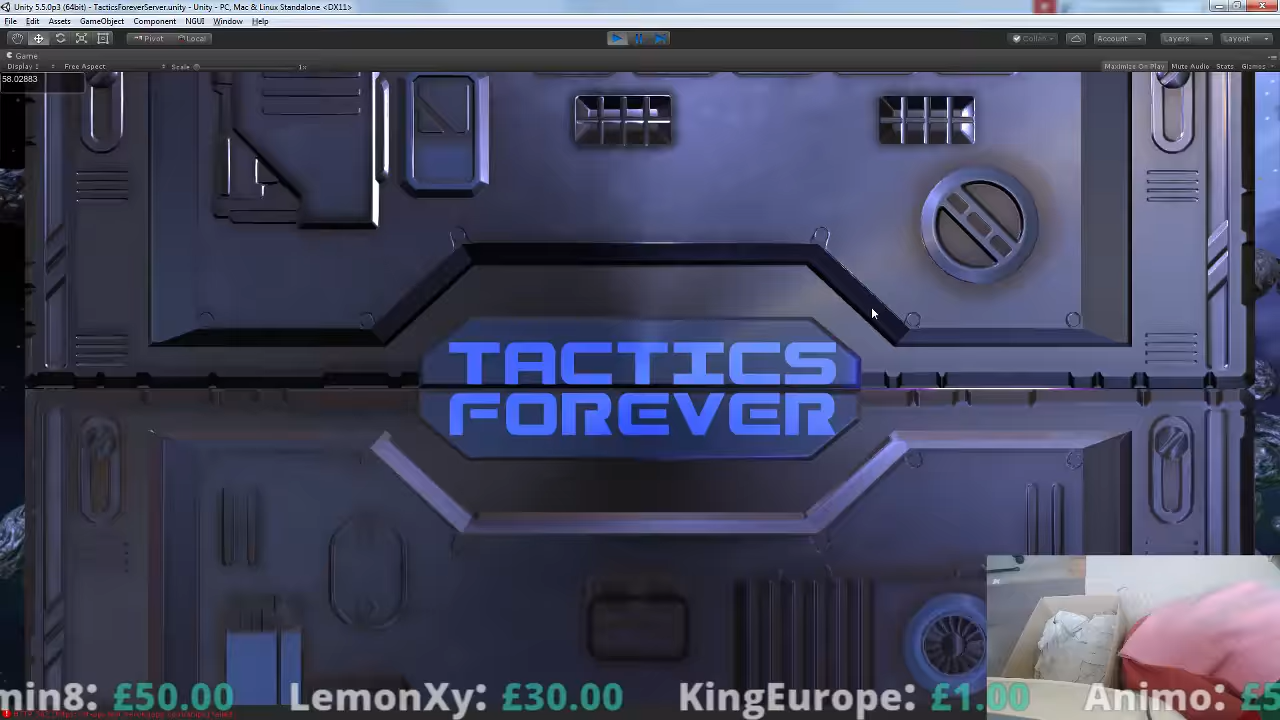 Unity 5.5.0p3 (64bit) - TacticsForeverServer.unity - Unity - PC, Mac & Linux Standalone <DX11>
File Edit Assets GameObject Component NGUI Window Help
Pivot Local Collab Account Layers Layout
Game
Free Aspect Scale 1x Maximize On Play Mute Audio Stats Gizmos
58.02883
TACTICS
FOREVER
min8: £50.00 LemonXy: £30.00 KingEurope: £1.00 Animo: £5